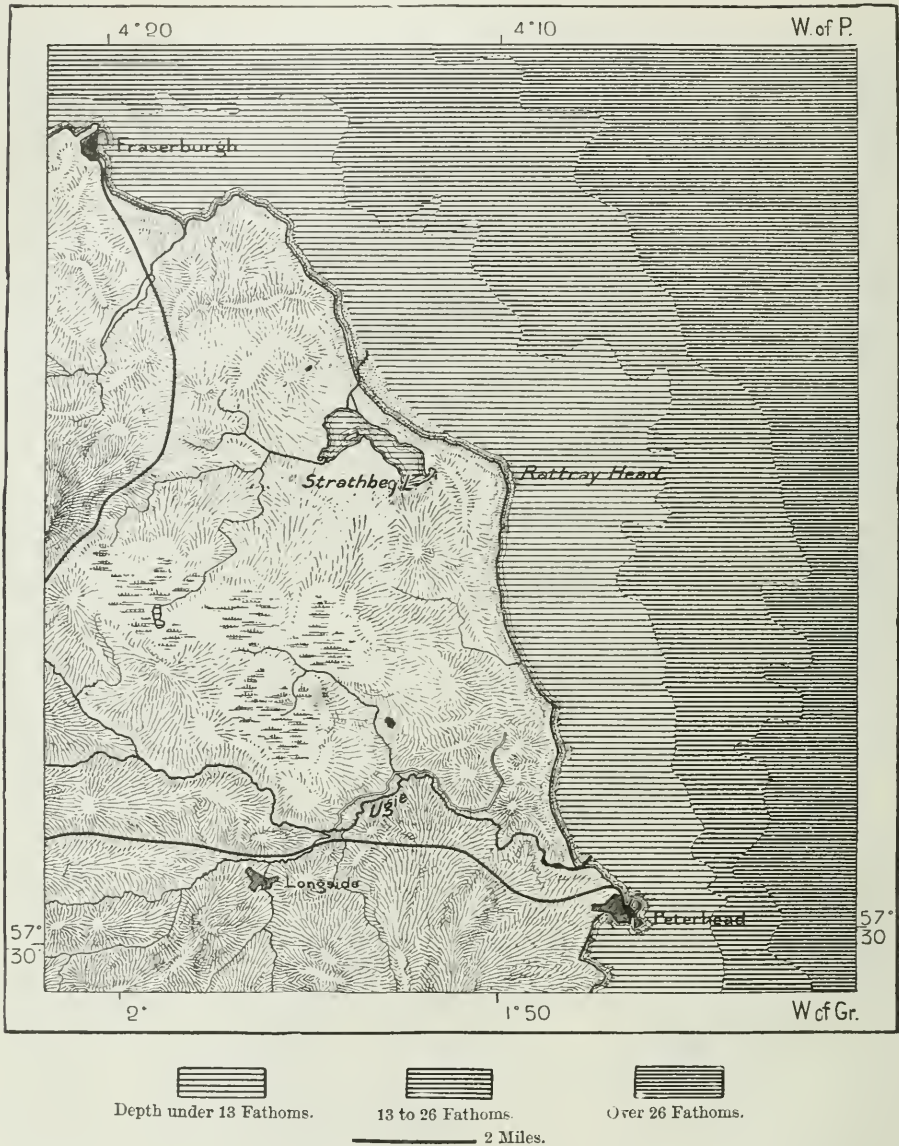 4°20
4°10
W. of P.
Fraserburgh
Strathbeg L.
Rattray Head
Ugie
Longside
Peterhead
57°
30'
57°
30
2°
1°50
W of Gr.
Depth under 13 Fathoms.
13 to 26 Fathoms.
Over 26 Fathoms.
2 Miles.